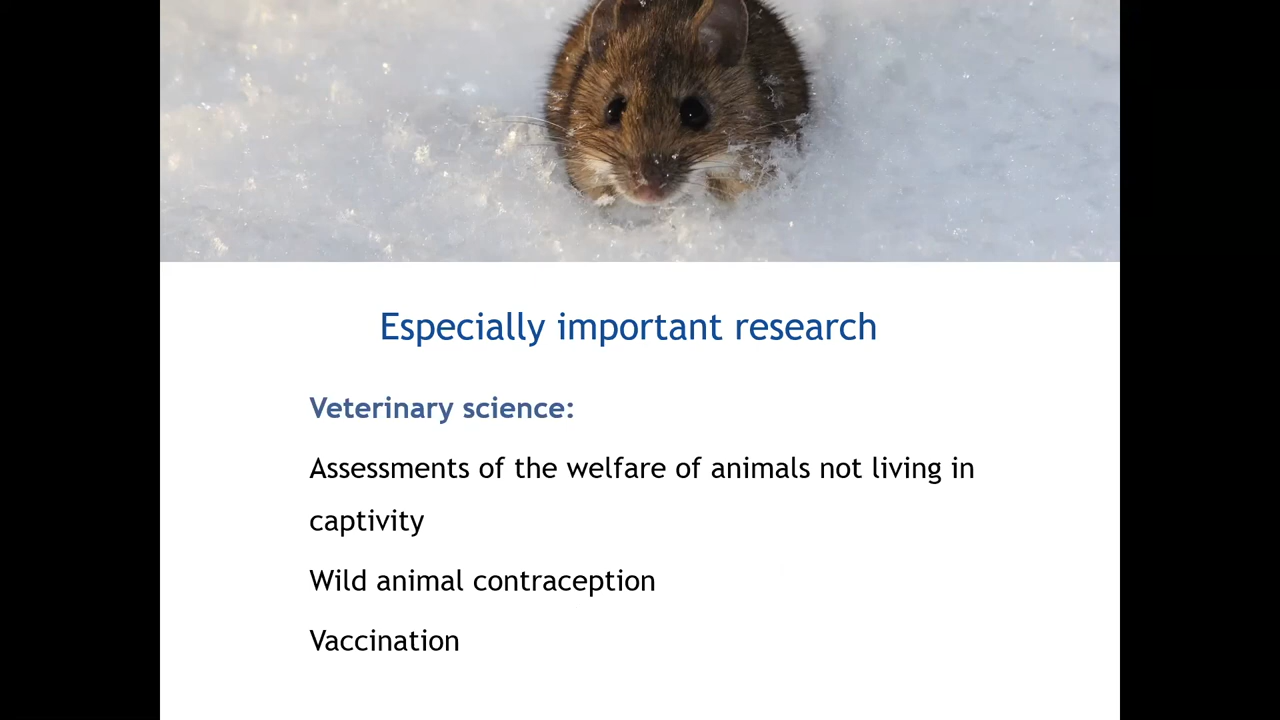 Especially important research
Veterinary science:
Assessments of the welfare of animals not living in
captivity
Wild animal contraception
Vaccination